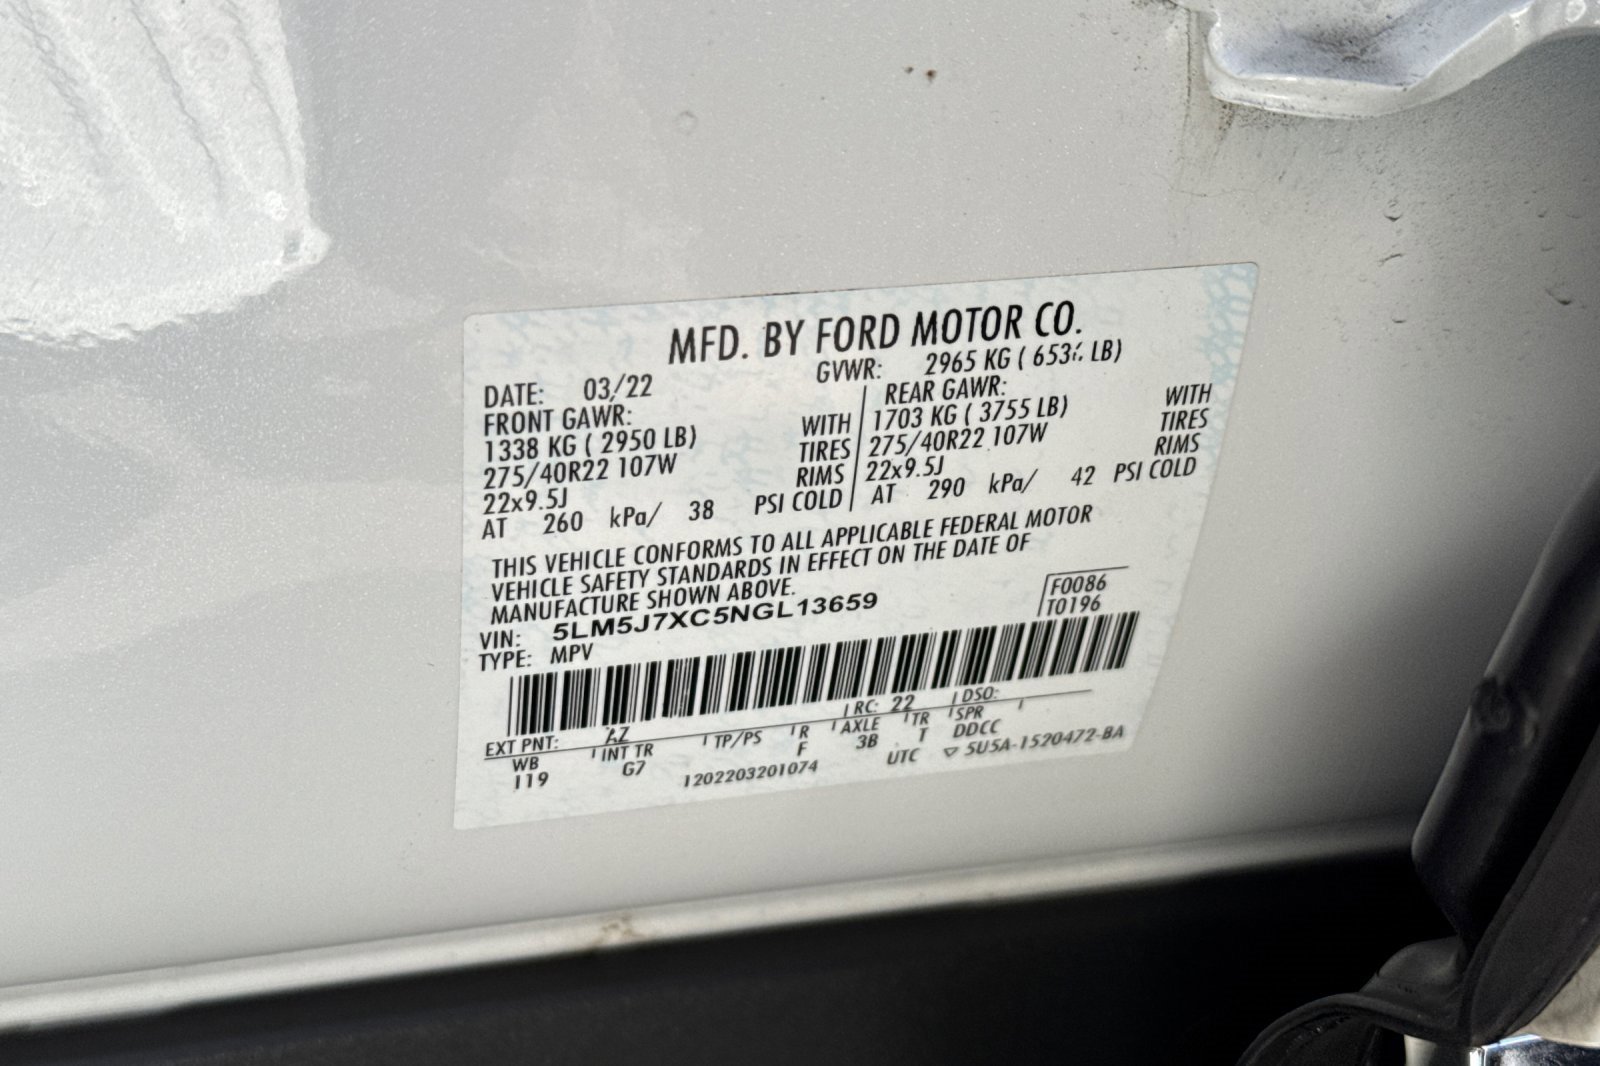 MFD. BY FORD MOTOR CO.
DATE: 03/22 GVWR: 2965 KG ( LB)
FRONT GAWR: REAR GAWR:
1338 KG ( 2950 LB) WITH 1703 KG ( 3755 LB) WITH
275/40R22 107W TIRES 275/40R22 107W TIRES
22x9.5J RIMS 22x9.5J RIMS
AT 260 kPa/ 38 PSI COLD AT 290 kPa/ 42 PSI COLD
THIS VEHICLE CONFORMS TO ALL APPLICABLE FEDERAL MOTOR
VEHICLE SAFETY STANDARDS IN EFFECT ON THE DATE OF
MANUFACTURE SHOWN ABOVE.
VIN: 5LM5J7XC5NGL13659 F0086
TYPE: MPV T0196
EXT PNT: AZ RC: 22 DSO:
WB INT TR TP/PS R AXLE TR SPR
119 G7 F 3B T DDCC
1202203201074 UTC ▽ 5U5A-1520472-BA